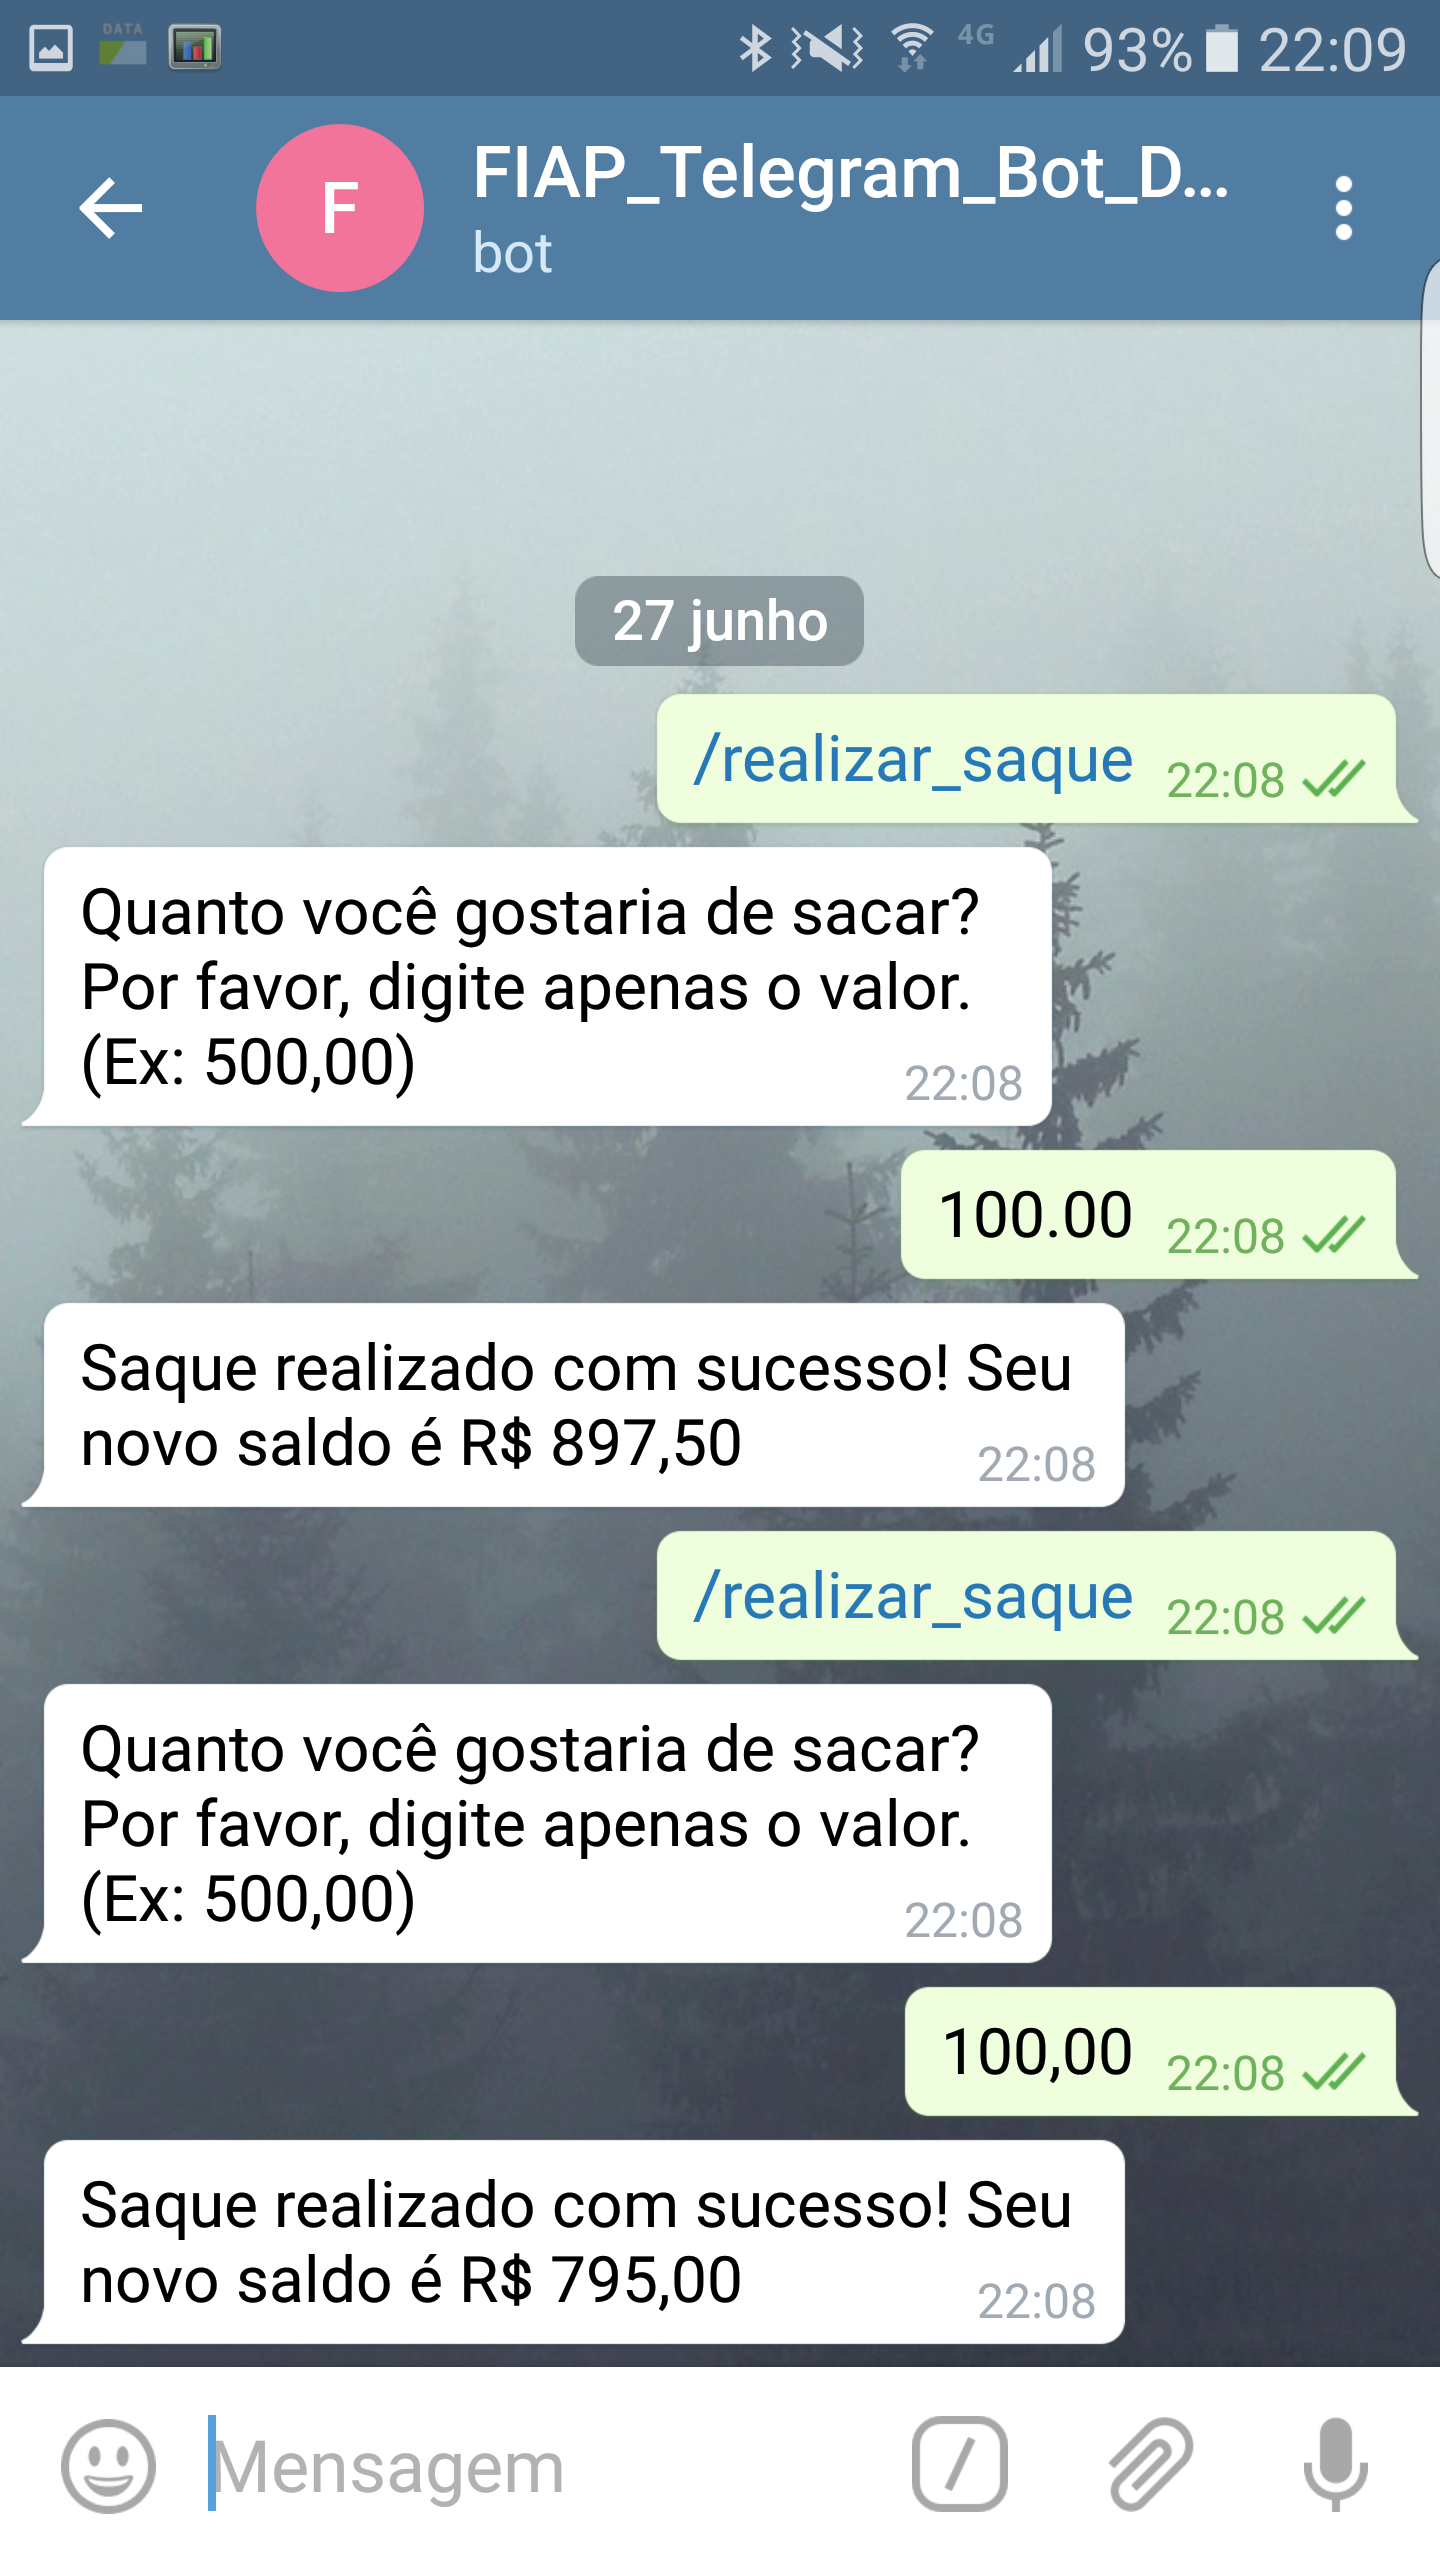 DATA
4G 93% 22:09
F
FIAP_Telegram_Bot_D...
bot
27 junho
/realizar_saque 22:08
Quanto você gostaria de sacar?
Por favor, digite apenas o valor.
(Ex: 500,00) 22:08
100.00 22:08
Saque realizado com sucesso! Seu
novo saldo é R$ 897,50 22:08
/realizar_saque 22:08
Quanto você gostaria de sacar?
Por favor, digite apenas o valor.
(Ex: 500,00) 22:08
100,00 22:08
Saque realizado com sucesso! Seu
novo saldo é R$ 795,00 22:08
Mensagem